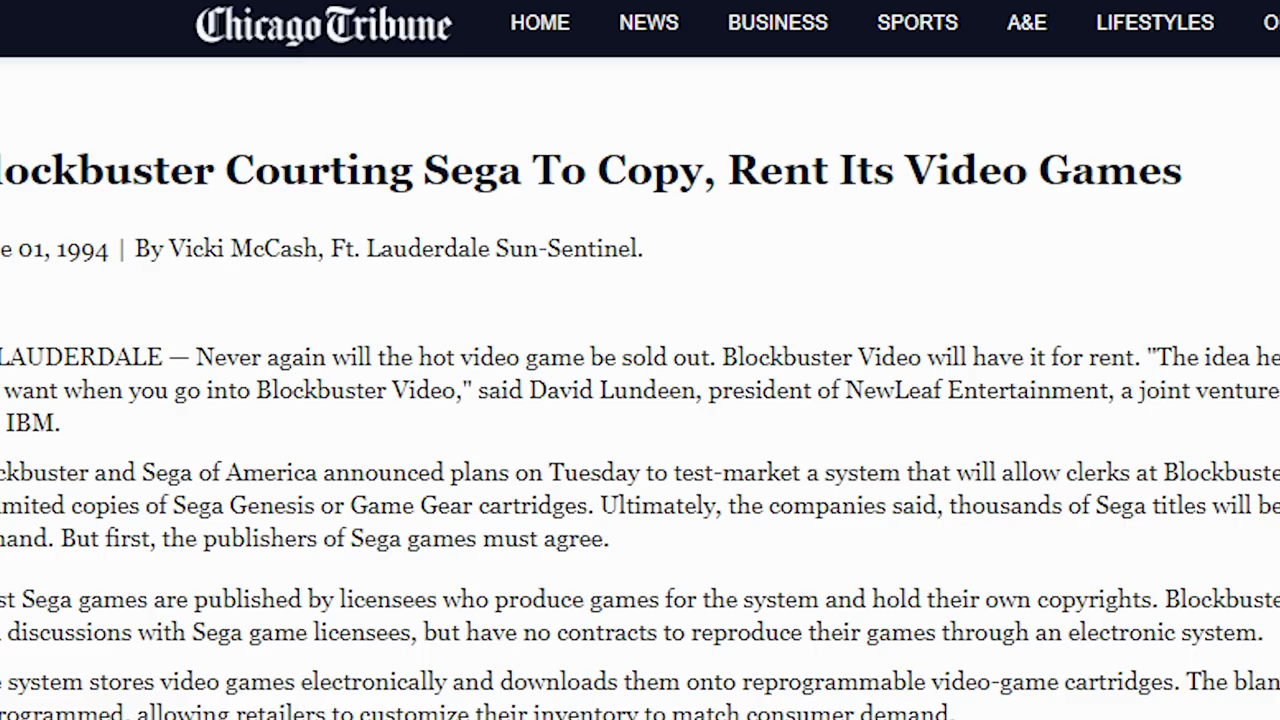 Chicago Tribune HOME NEWS BUSINESS SPORTS A&E LIFESTYLES O
lockbuster Courting Sega To Copy, Rent Its Video Games
e 01, 1994 | By Vicki McCash, Ft. Lauderdale Sun-Sentinel.
LAUDERDALE — Never again will the hot video game be sold out. Blockbuster Video will have it for rent. "The idea he
want when you go into Blockbuster Video," said David Lundeen, president of NewLeaf Entertainment, a joint venture
IBM.
ckbuster and Sega of America announced plans on Tuesday to test-market a system that will allow clerks at Blockbuste
mited copies of Sega Genesis or Game Gear cartridges. Ultimately, the companies said, thousands of Sega titles will be
and. But first, the publishers of Sega games must agree.
st Sega games are published by licensees who produce games for the system and hold their own copyrights. Blockbuste
discussions with Sega game licensees, but have no contracts to reproduce their games through an electronic system.
e system stores video games electronically and downloads them onto reprogrammable video-game cartridges. The blan
rogrammed, allowing retailers to customize their inventory to match consumer demand.